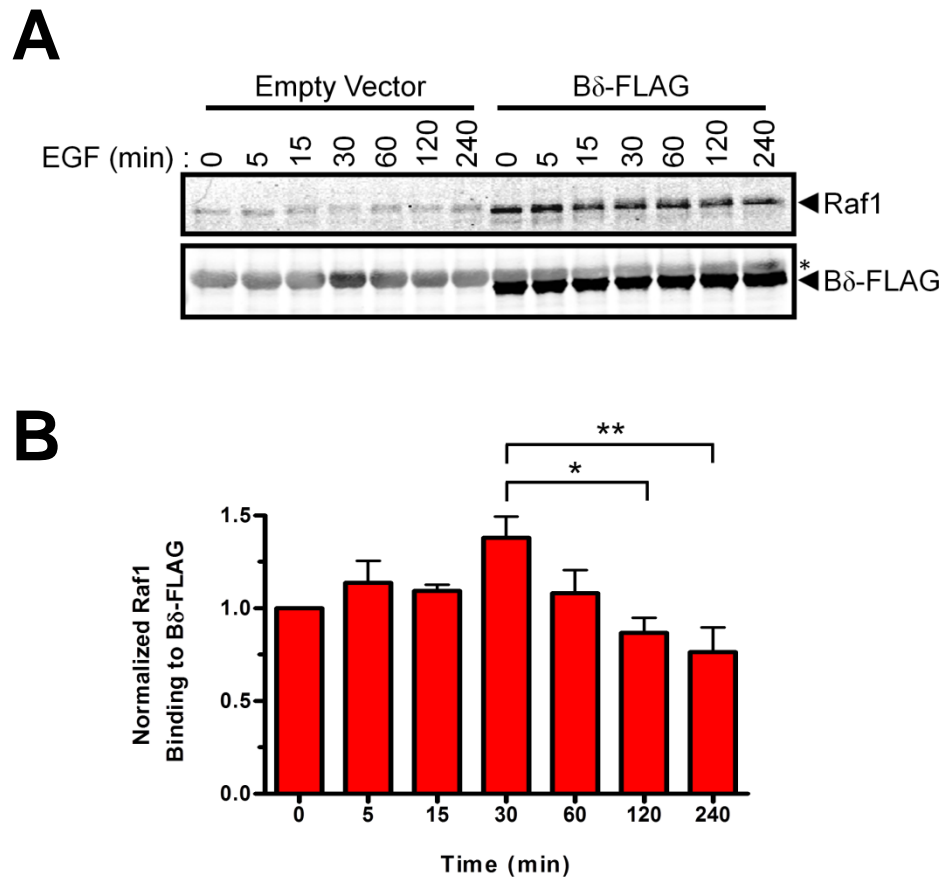 A
Empty Vector
Bδ-FLAG
EGF (min) : 0 5 15 30 60 120 240 0 5 15 30 60 120 240
Raf1
*
Bδ-FLAG
B
**
*
1.5
1.0
0.5
0.0
Normalized Raf1
Binding to Bδ-FLAG
0 5 15 30 60 120 240
Time (min)